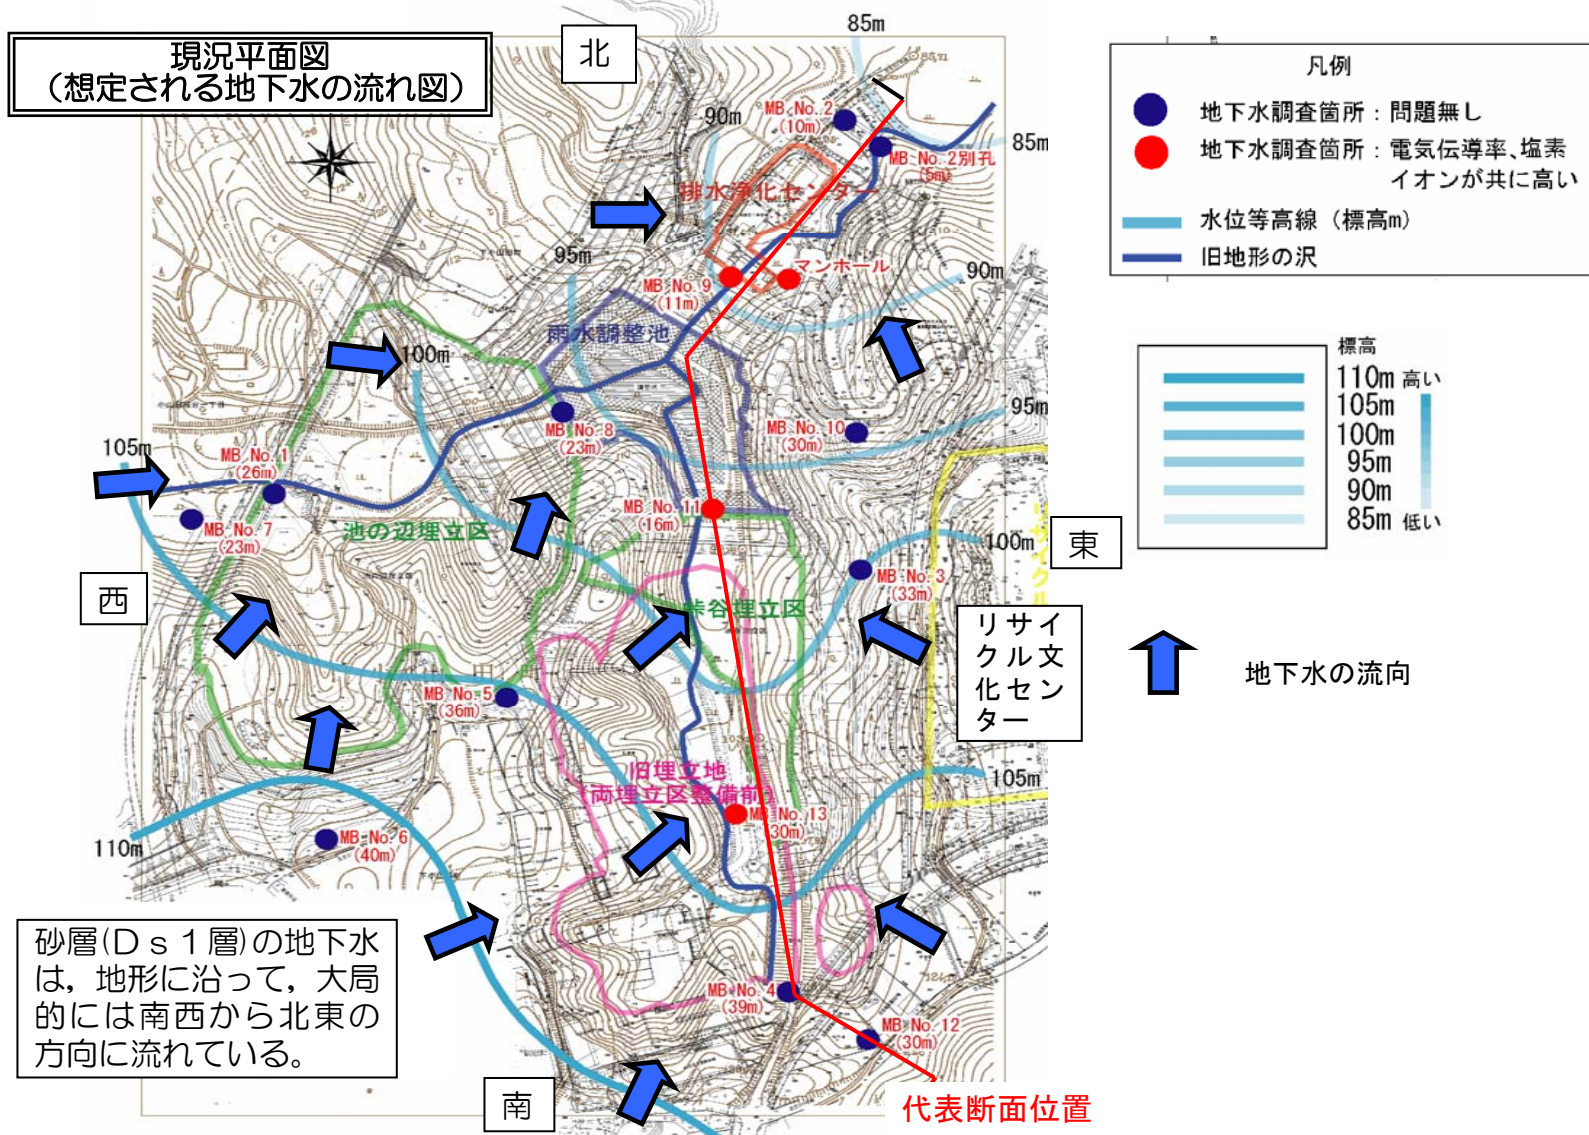 現況平面図
（想定される地下水の流れ図）
北
85m
90m
MB No. 2
(10m)
85m
MB No. 2別孔
(5m)
排水浄化センター
95m
90m
マンホール
MB No. 9
(11m)
雨水調整池
100m
95m
MB No. 8
(23m)
MB No. 10
(30m)
105m
MB No. 1
(26m)
MB No. 7
(23m)
池の辺埋立区
MB No. 11
(16m)
100m
東
MB No. 3
(33m)
西
峠谷埋立区
リサイ
クル文
化セン
ター
MB No. 5
(36m)
旧埋立地
(両埋立区整備前)
105m
MB No. 13
(30m)
110m
MB No. 6
(40m)
砂層(Ｄｓ１層)の地下水
は，地形に沿って，大局
的には南西から北東の
方向に流れている。
MB No. 4
(39m)
MB No. 12
(30m)
南
代表断面位置
凡例
地下水調査箇所：問題無し
地下水調査箇所：電気伝導率、塩素
イオンが共に高い
水位等高線（標高m）
旧地形の沢
標高
110m 高い
105m
100m
95m
90m
85m 低い
地下水の流向